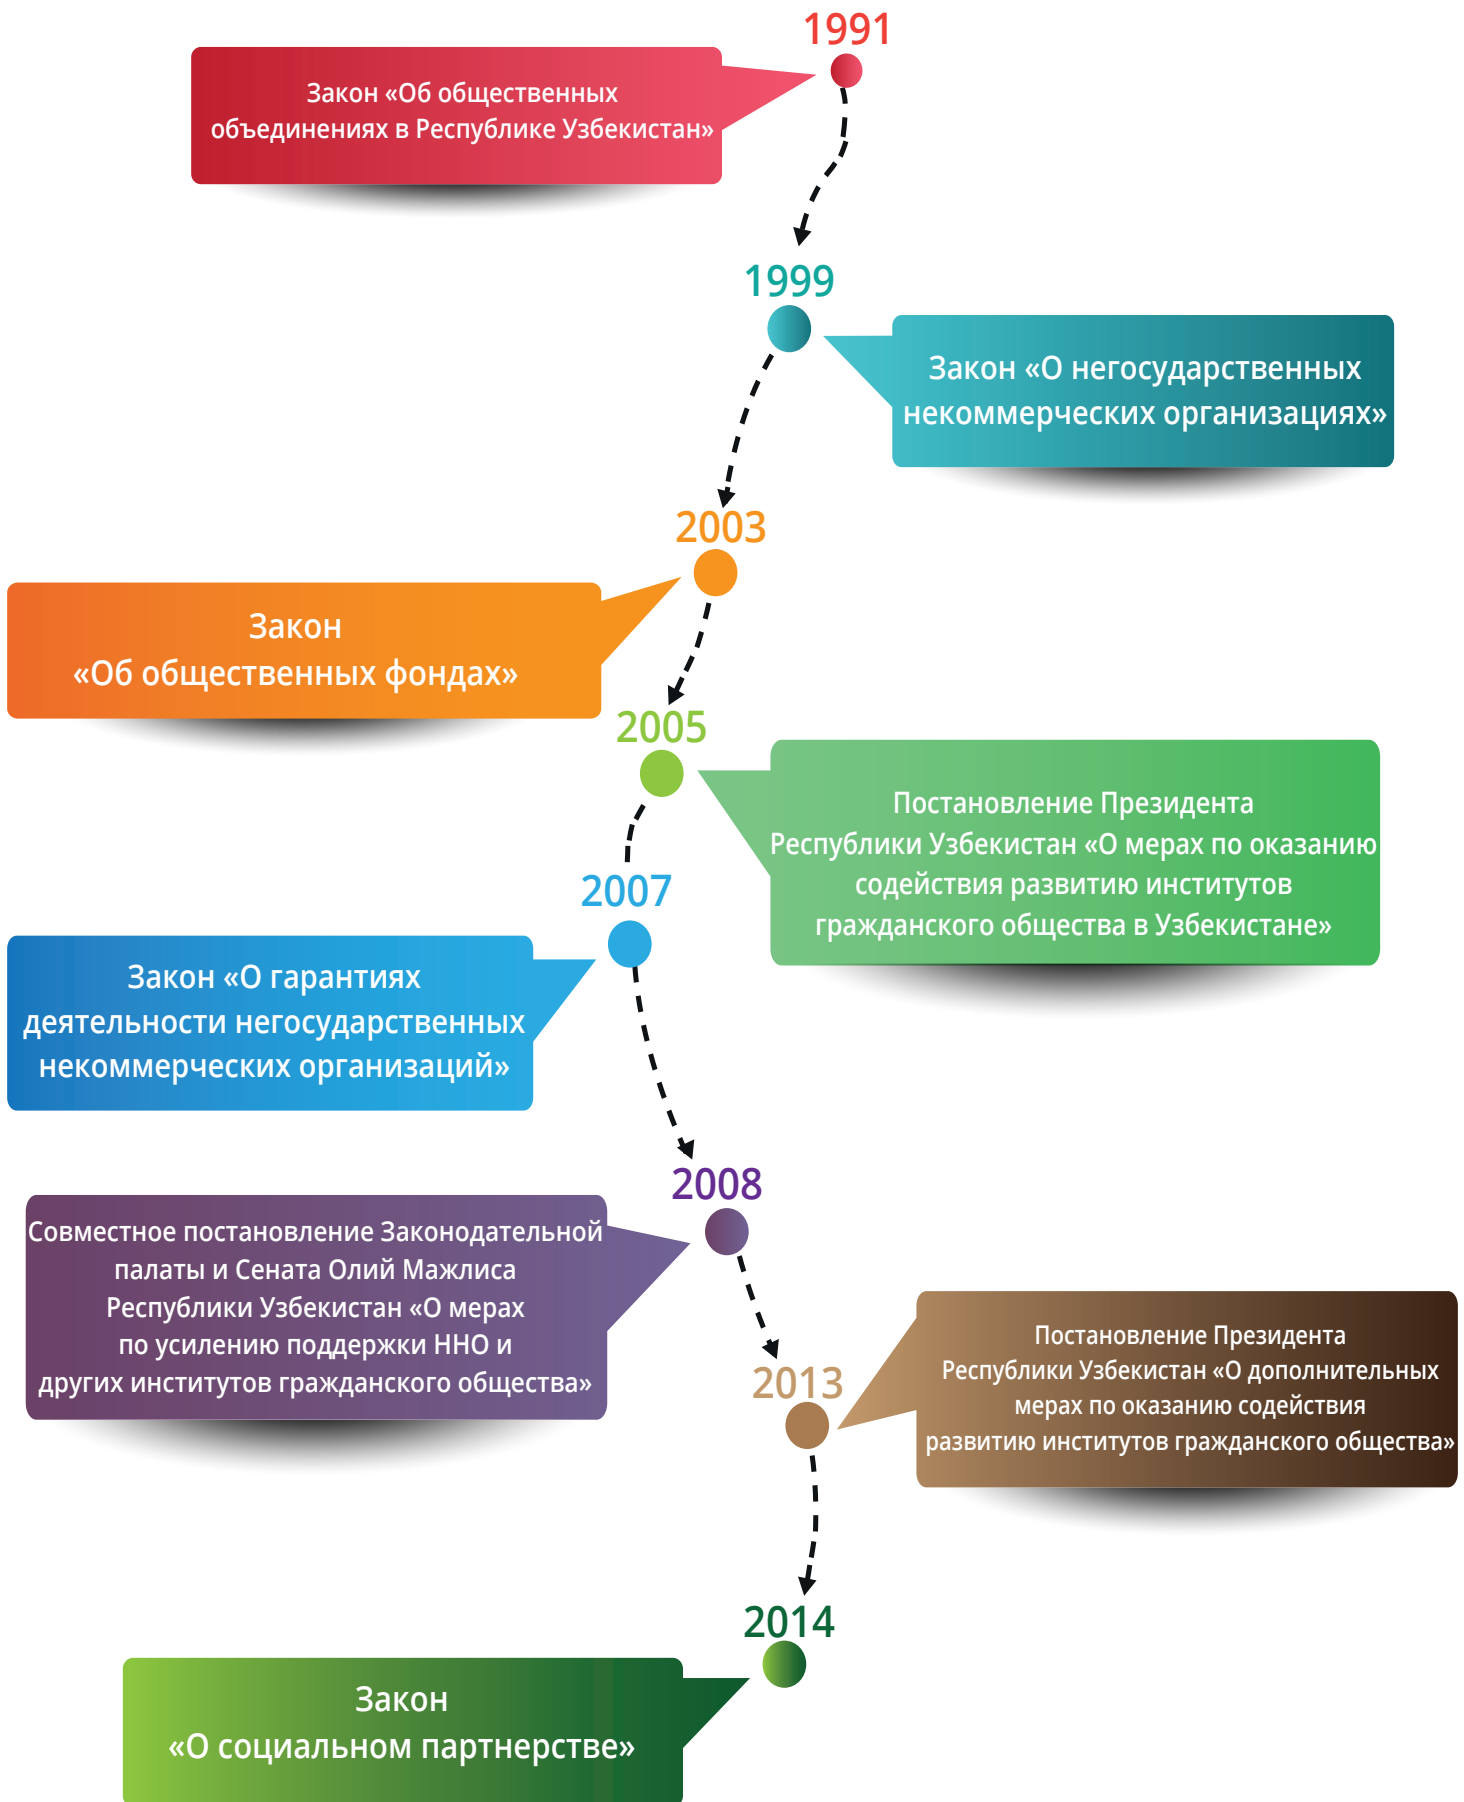 1991
Закон «Об общественных
объединениях в Республике Узбекистан»
1999
Закон «О негосударственных
некоммерческих организациях»
2003
Закон
«Об общественных фондах»
2005
Постановление Президента
Республики Узбекистан «О мерах по оказанию
содействия развитию институтов
гражданского общества в Узбекистане»
2007
Закон «О гарантиях
деятельности негосударственных
некоммерческих организаций»
2008
Совместное постановление Законодательной
палаты и Сената Олий Мажлиса
Республики Узбекистан «О мерах
по усилению поддержки ННО и
других институтов гражданского общества»
2013
Постановление Президента
Республики Узбекистан «О дополнительных
мерах по оказанию содействия
развитию институтов гражданского общества»
2014
Закон
«О социальном партнерстве»